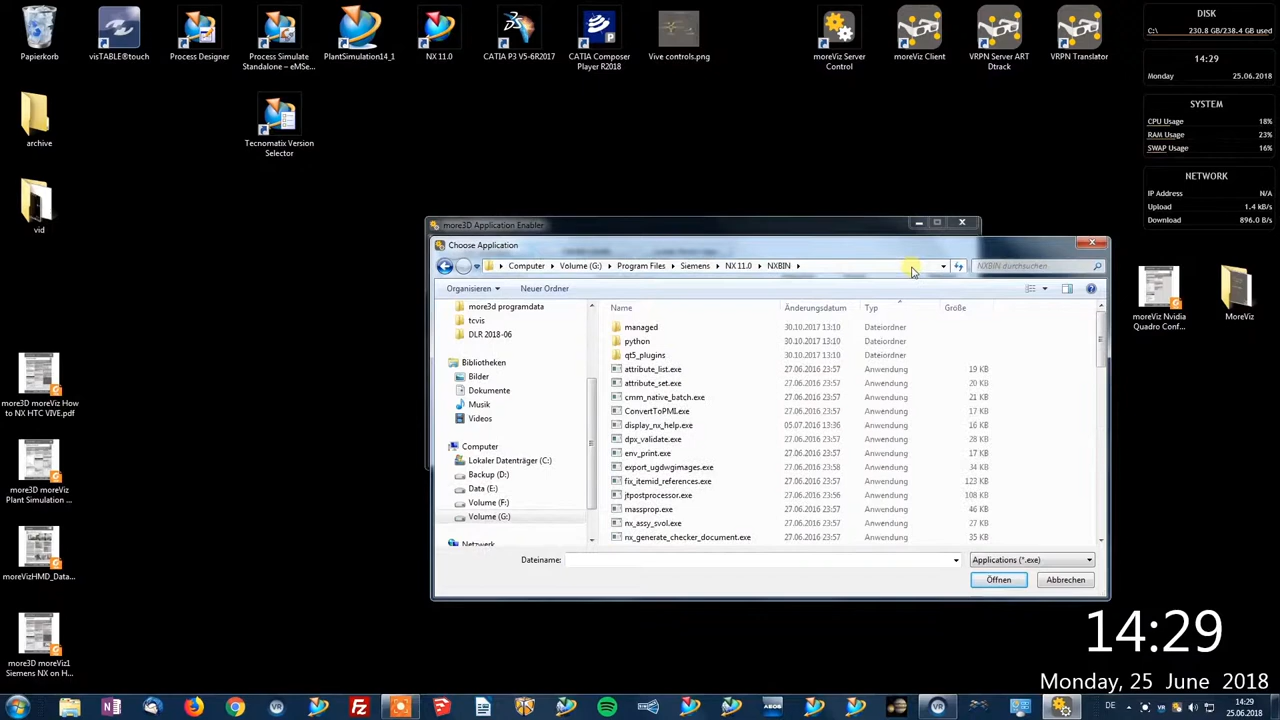 Papierkorb
visTABLE®touch
Process Designer
Process Simulate
Standalone – eMSe...
PlantSimulation14_1
NX 11.0
CATIA P3 V5-6R2017
CATIA Composer
Player R2018
Vive controls.png
moreViz Server
Control
moreViz Client
VRPN Server ART
Dtrack
VRPN Translator
DISK
C:\ 230.8 GB/238.4 GB used
14:29
Monday 25.06.2018
SYSTEM
CPU Usage 18%
RAM Usage 23%
SWAP Usage 16%
NETWORK
IP Address N/A
Upload 1.4 kB/s
Download 896.0 B/s
archive
Tecnomatix Version
Selector
vid
more3D Application Enabler
Choose Application
Computer Volume (G:) Program Files Siemens NX 11.0 NXBIN
NXBIN durchsuchen
Organisieren Neuer Ordner
more3d programdata
tcvis
DLR 2018-06
Bibliotheken
Bilder
Dokumente
Musik
Videos
Computer
Lokaler Datenträger (C:)
Backup (D:)
Data (E:)
Volume (F:)
Volume (G:)
Netzwerk
Name Änderungsdatum Typ Größe
managed 30.10.2017 13:10 Dateiordner
python 30.10.2017 13:10 Dateiordner
qt5_plugins 30.10.2017 13:10 Dateiordner
attribute_list.exe 27.06.2016 23:57 Anwendung 19 KB
attribute_set.exe 27.06.2016 23:57 Anwendung 20 KB
cmm_native_batch.exe 27.06.2016 23:57 Anwendung 21 KB
ConvertToPMI.exe 27.06.2016 23:57 Anwendung 17 KB
display_nx_help.exe 05.07.2016 13:36 Anwendung 16 KB
dpx_validate.exe 27.06.2016 23:57 Anwendung 28 KB
env_print.exe 27.06.2016 23:57 Anwendung 17 KB
export_ugdwgimages.exe 27.06.2016 23:58 Anwendung 34 KB
fix_itemid_references.exe 27.06.2016 23:57 Anwendung 123 KB
jtpostprocessor.exe 27.06.2016 23:56 Anwendung 108 KB
massprop.exe 27.06.2016 23:57 Anwendung 46 KB
nx_assy_svol.exe 27.06.2016 23:57 Anwendung 27 KB
nx_generate_checker_document.exe 27.06.2016 23:57 Anwendung 35 KB
Dateiname:
Applications (*.exe)
Öffnen Abbrechen
moreViz Nvidia
Quadro Conf...
MoreViz
more3D moreViz How
to NX HTC VIVE.pdf
more3D moreViz
Plant Simulation ...
moreVizHMD_Data...
more3D moreViz1
Siemens NX on H...
14:29
Monday, 25 June 2018
DE
14:29
25.06.2018